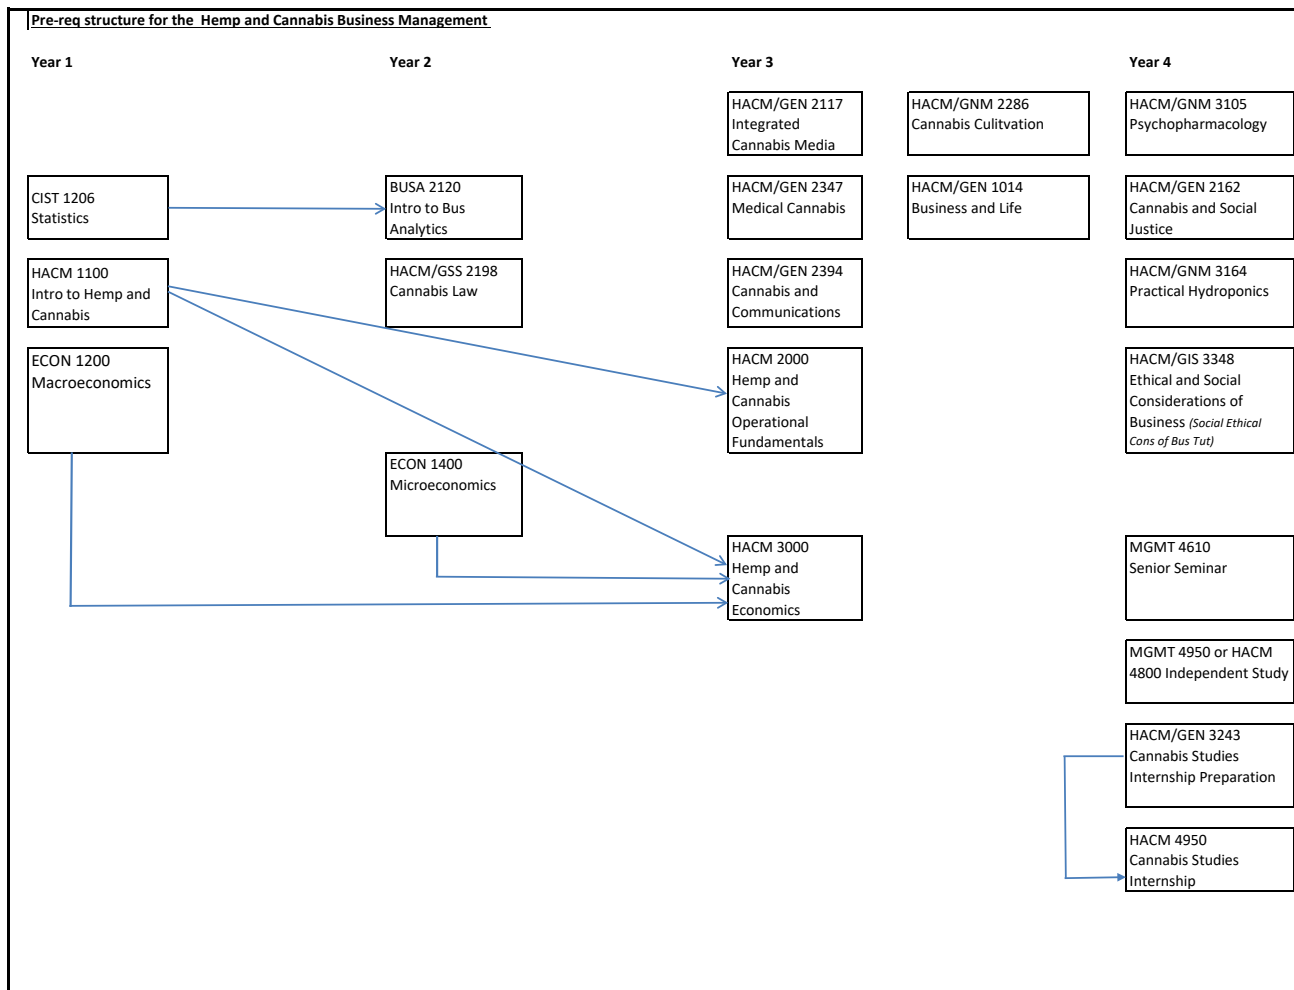 Pre-req structure for the  Hemp and Cannabis Business Management
Year 1
Year 2
Year 3
Year 4
HACM/GEN 2117
Integrated
Cannabis Media
HACM/GNM 2286
Cannabis Culitvation
HACM/GNM 3105
Psychopharmacology
CIST 1206
Statistics
BUSA 2120
Intro to Bus
Analytics
HACM/GEN 2347
Medical Cannabis
HACM/GEN 1014
Business and Life
HACM/GEN 2162
Cannabis and Social
Justice
HACM 1100
Intro to Hemp and
Cannabis
HACM/GSS 2198
Cannabis Law
HACM/GEN 2394
Cannabis and
Communications
HACM/GNM 3164
Practical Hydroponics
ECON 1200
Macroeconomics
HACM 2000
Hemp and
Cannabis
Operational
Fundamentals
HACM/GIS 3348
Ethical and Social
Considerations of
Business (Social Ethical
Cons of Bus Tut)
ECON 1400
Microeconomics
HACM 3000
Hemp and
Cannabis
Economics
MGMT 4610
Senior Seminar
MGMT 4950 or HACM
4800 Independent Study
HACM/GEN 3243
Cannabis Studies
Internship Preparation
HACM 4950
Cannabis Studies
Internship